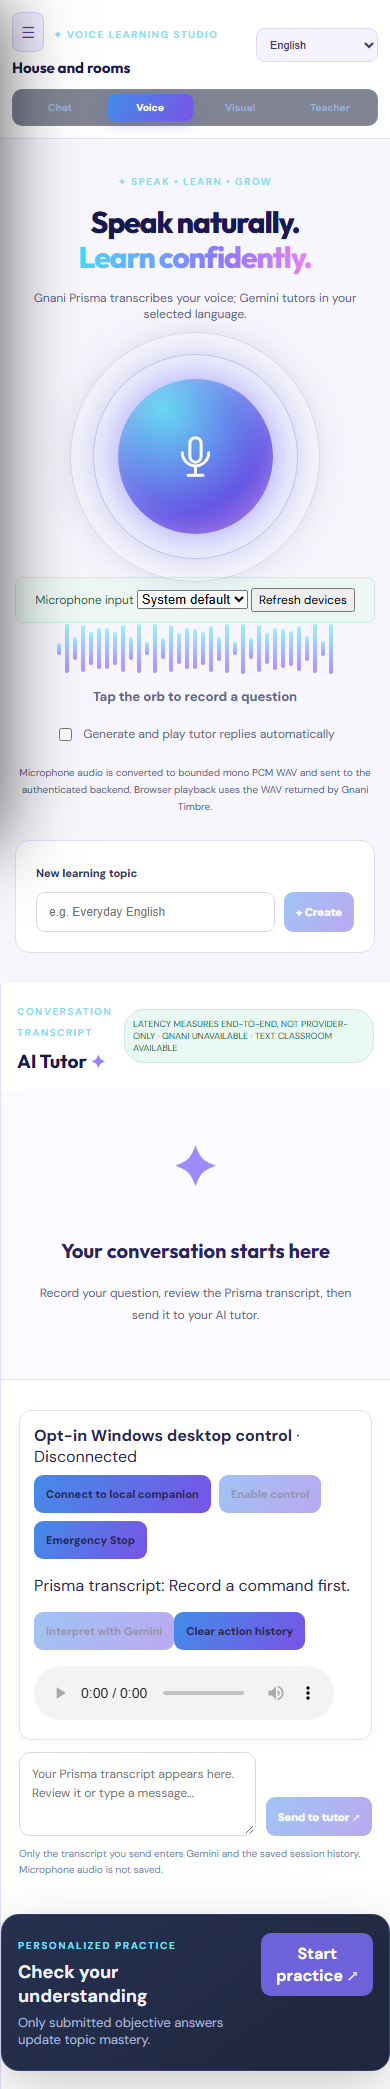 ☰ ✦ VOICE LEARNING STUDIO
English
House and rooms
Chat Voice Visual Teacher
✦ SPEAK • LEARN • GROW
Speak naturally.
Learn confidently.
Gnani Prisma transcribes your voice; Gemini tutors in your
selected language.
Microphone input System default Refresh devices
Tap the orb to record a question
Generate and play tutor replies automatically
Microphone audio is converted to bounded mono PCM WAV and sent to the
authenticated backend. Browser playback uses the WAV returned by Gnani
Timbre.
New learning topic
e.g. Everyday English + Create
CONVERSATION
TRANSCRIPT
AI Tutor ✦
LATENCY MEASURES END-TO-END, NOT PROVIDER-
ONLY · GNANI UNAVAILABLE · TEXT CLASSROOM
AVAILABLE
Your conversation starts here
Record your question, review the Prisma transcript, then
send it to your AI tutor.
Opt-in Windows desktop control ·
Disconnected
Connect to local companion Enable control
Emergency Stop
Prisma transcript: Record a command first.
Interpret with Gemini Clear action history
0:00 / 0:00
Your Prisma transcript appears here.
Review it or type a message...
Send to tutor ↗
Only the transcript you send enters Gemini and the saved session history.
Microphone audio is not saved.
PERSONALIZED PRACTICE
Check your
understanding
Only submitted objective answers
update topic mastery.
Start
practice ↗